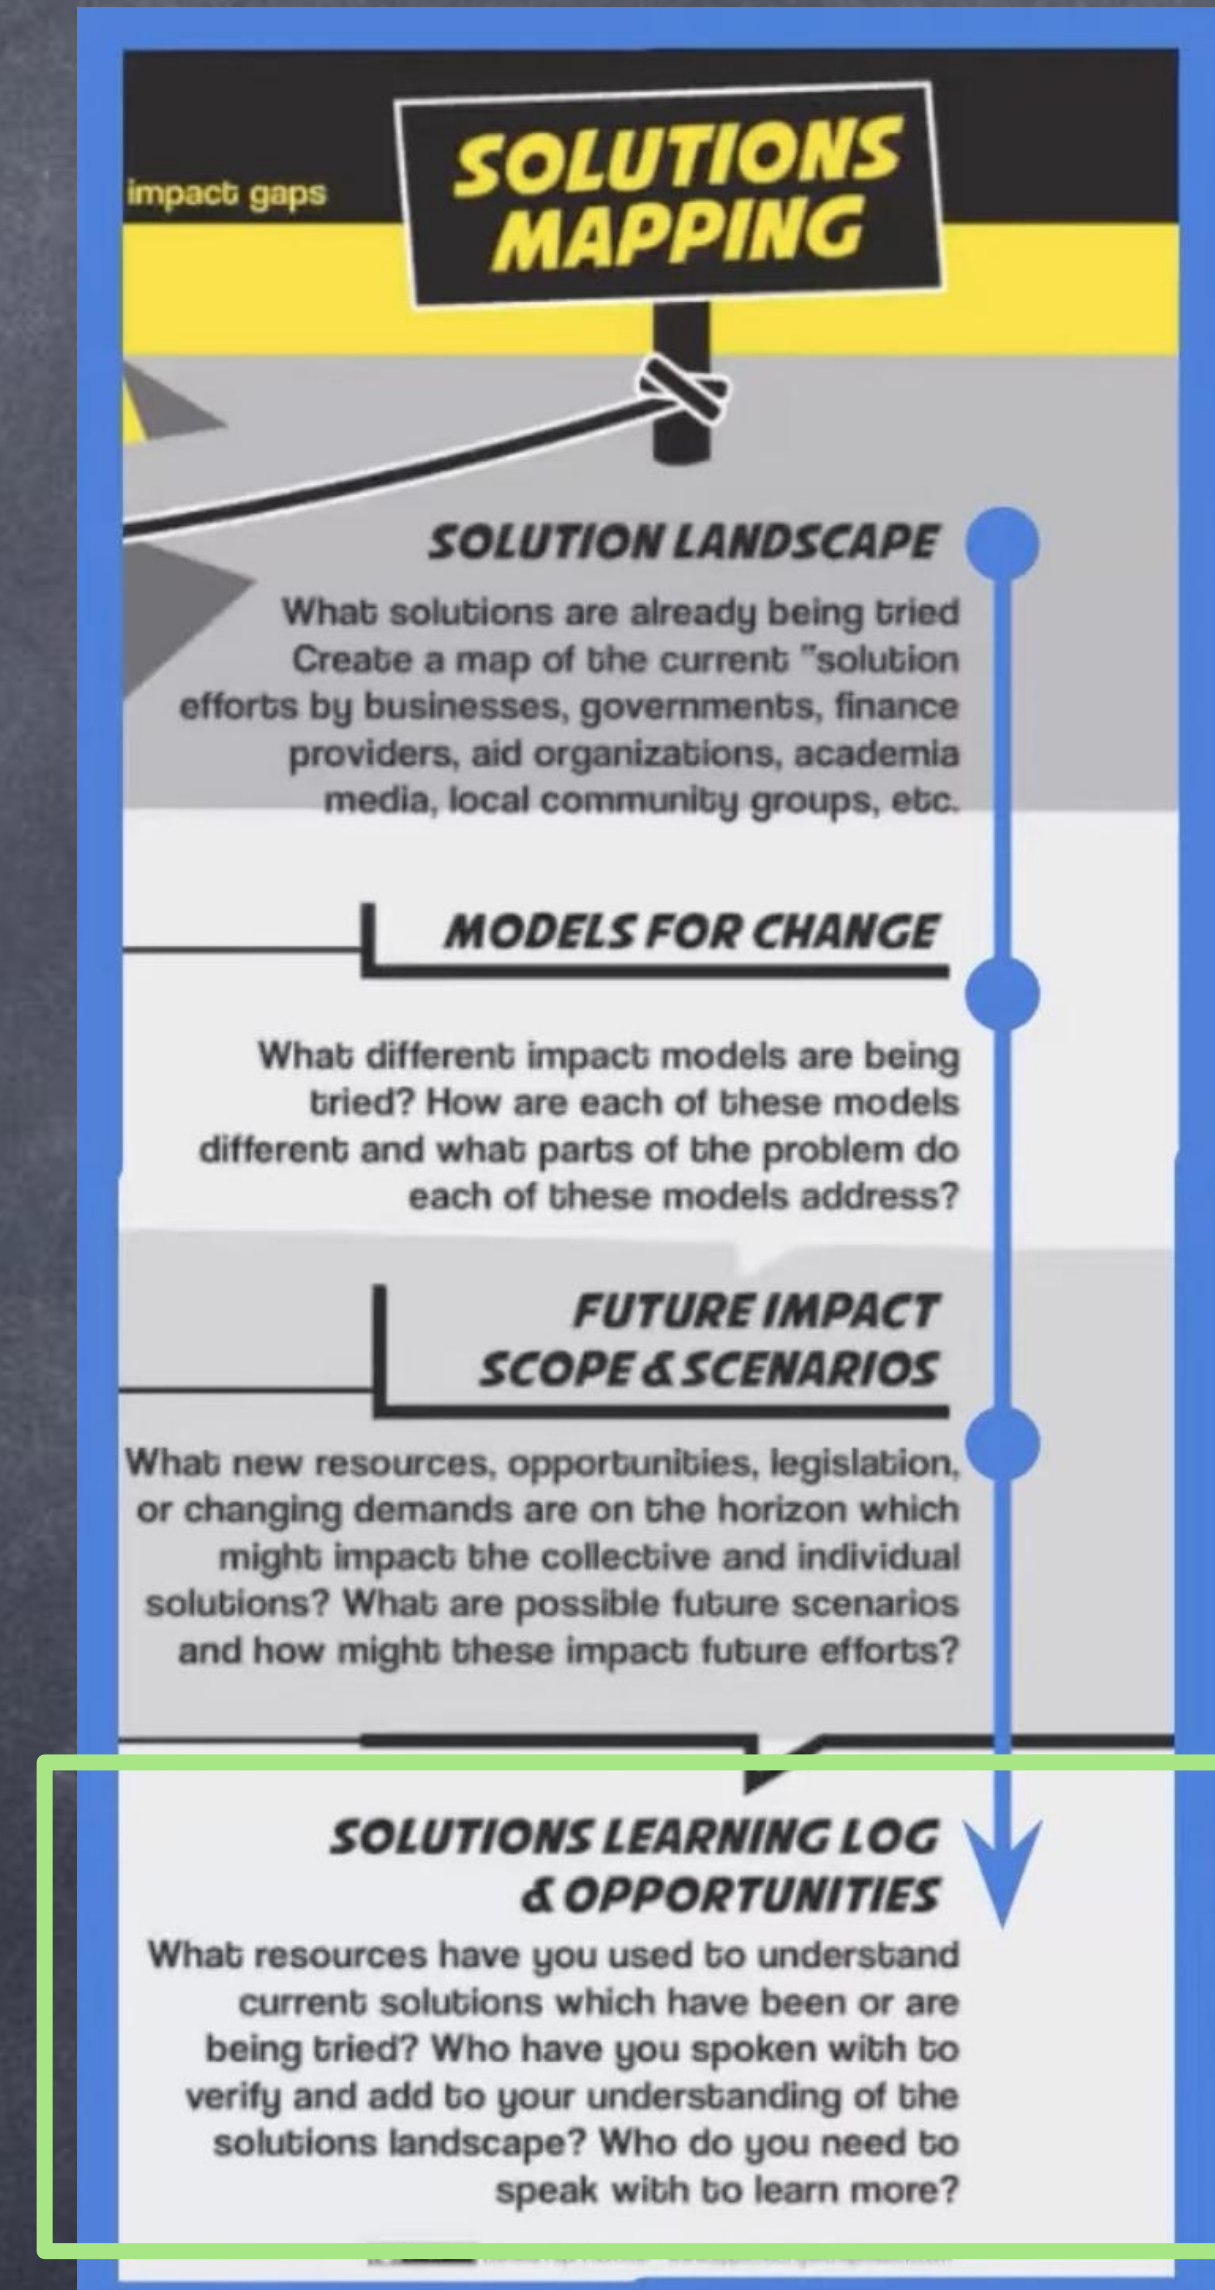 SOLUTIONS
MAPPING
impact gaps
SOLUTION LANDSCAPE
What solutions are already being tried
Create a map of the current "solution
efforts by businesses, governments, finance
providers, aid organizations, academia
media, local community groups, etc.
MODELS FOR CHANGE
What different impact models are being
tried? How are each of these models
different and what parts of the problem do
each of these models address?
FUTURE IMPACT
SCOPE & SCENARIOS
What new resources, opportunities, legislation,
or changing demands are on the horizon which
might impact the collective and individual
solutions? What are possible future scenarios
and how might these impact future efforts?
SOLUTIONS LEARNING LOG
& OPPORTUNITIES
What resources have you used to understand
current solutions which have been or are
being tried? Who have you spoken with to
verify and add to your understanding of the
solutions landscape? Who do you need to
speak with to learn more?